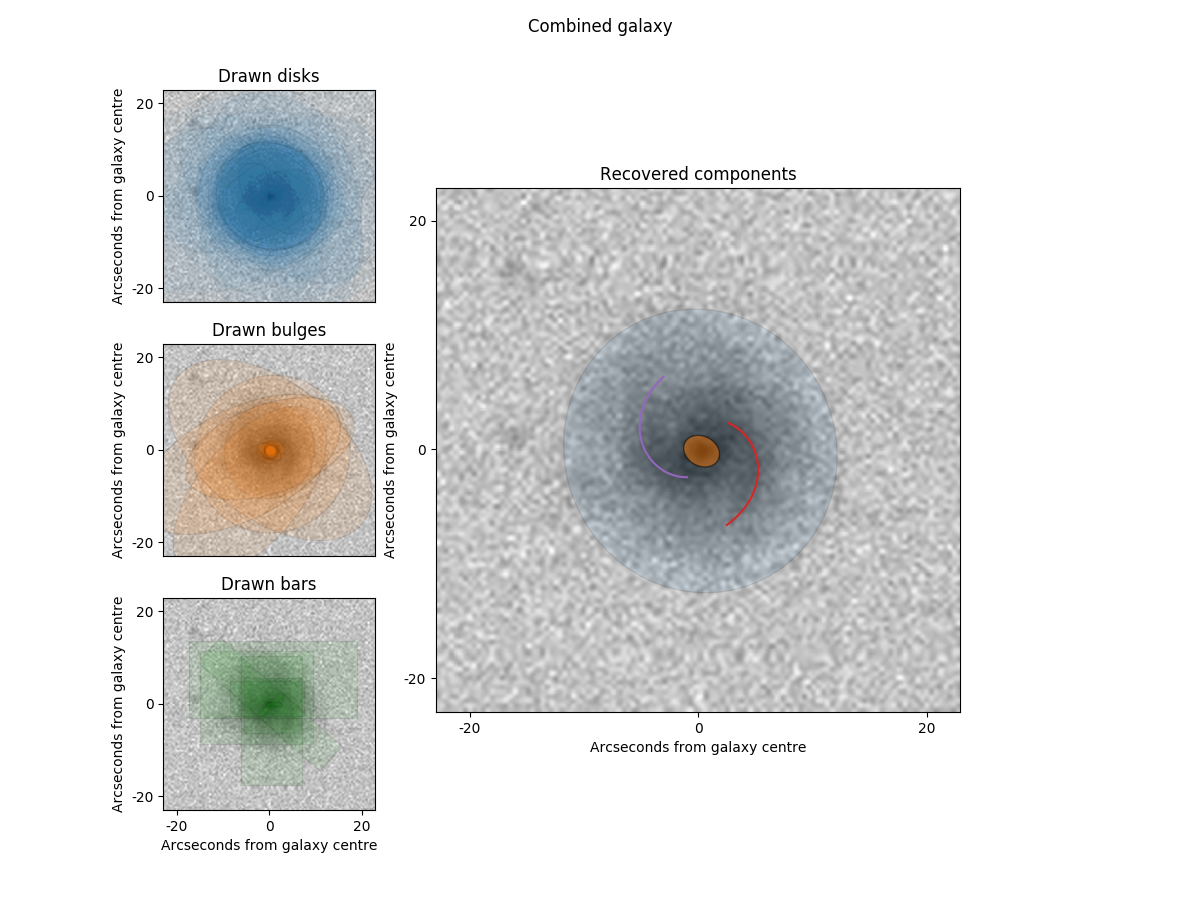 Combined galaxy
Drawn disks
Arcseconds from galaxy centre
20
0
-20
Drawn bulges
Arcseconds from galaxy centre
20
0
-20
Drawn bars
Arcseconds from galaxy centre
20
0
-20
-20 0 20
Arcseconds from galaxy centre
Recovered components
Arcseconds from galaxy centre
20
0
-20
-20 0 20
Arcseconds from galaxy centre